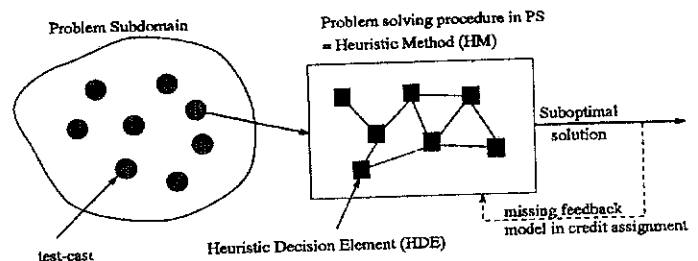 Problem Subdomain
Problem solving procedure in PS
= Heuristic Method (HM)
Suboptimal
solution
missing feedback
model in credit assignment
Heuristic Decision Element (HDE)
test-case